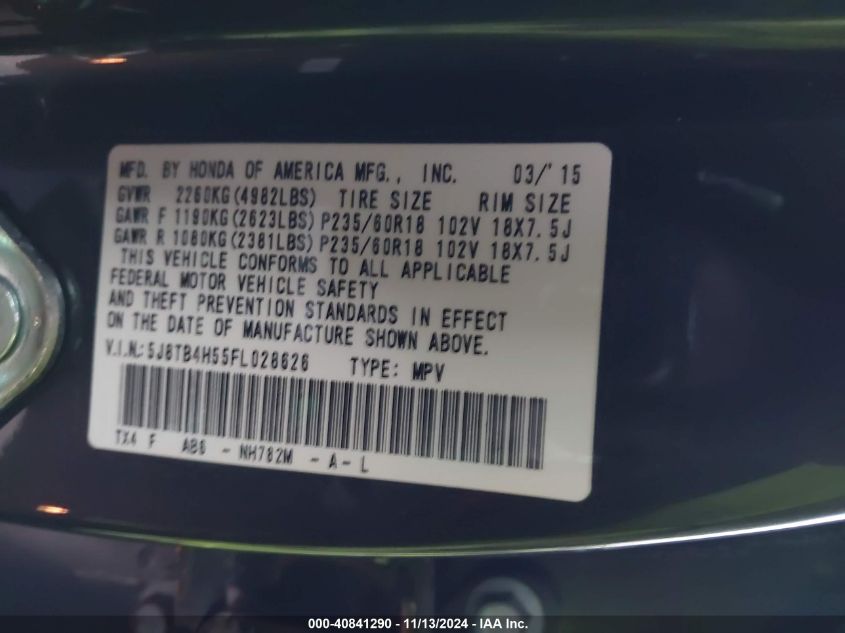 MFD. BY HONDA OF AMERICA MFG., INC. 03/'15
GVWR 2260KG(4982LBS) TIRE SIZE RIM SIZE
GAWR F 1190KG(2623LBS) P235/60R18 102V 18X7.5J
GAWR R 1080KG(2381LBS) P235/60R18 102V 18X7.5J
THIS VEHICLE CONFORMS TO ALL APPLICABLE
FEDERAL MOTOR VEHICLE SAFETY
AND THEFT PREVENTION STANDARDS IN EFFECT
ON THE DATE OF MANUFACTURE SHOWN ABOVE.
V.I.N.: 5J8TB4H55FL028626 TYPE: MPV
TX4 F AB6 - NH782M - A - L
000-40841290 - 11/13/2024 - IAA Inc.